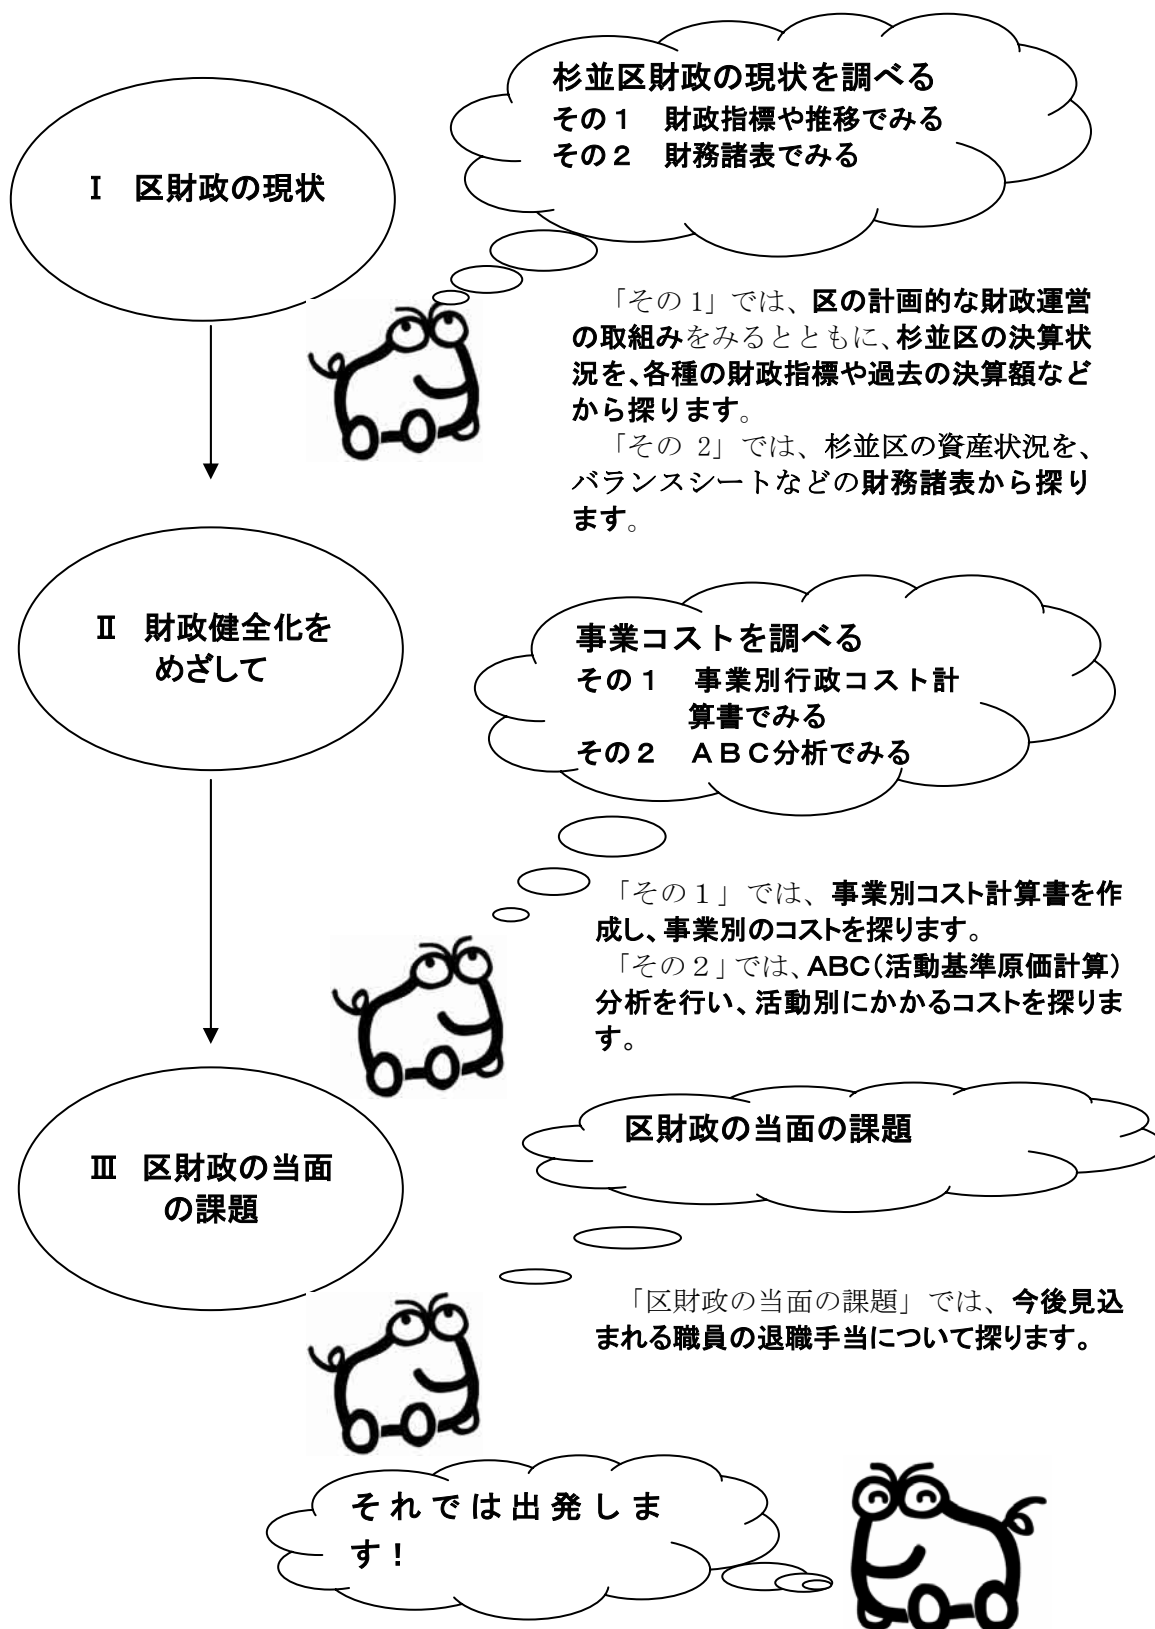 Ⅰ 区財政の現状
杉並区財政の現状を調べる
その１ 財政指標や推移でみる
その２ 財務諸表でみる
「その 1」では、区の計画的な財政運営
の取組みをみるとともに、杉並区の決算状
況を、各種の財政指標や過去の決算額など
から探ります。
「その 2」では、杉並区の資産状況を、
バランスシートなどの財務諸表から探り
ます。
Ⅱ 財政健全化を
めざして
事業コストを調べる
その１ 事業別行政コスト計
算書でみる
その２ ＡＢＣ分析でみる
「その１」では、事業別コスト計算書を作
成し、事業別のコストを探ります。
「その２」では、ABC（活動基準原価計算）
分析を行い、活動別にかかるコストを探りま
す。
Ⅲ 区財政の当面
の課題
区財政の当面の課題
「区財政の当面の課題」では、今後見込
まれる職員の退職手当について探ります。
それでは出発しま
す！